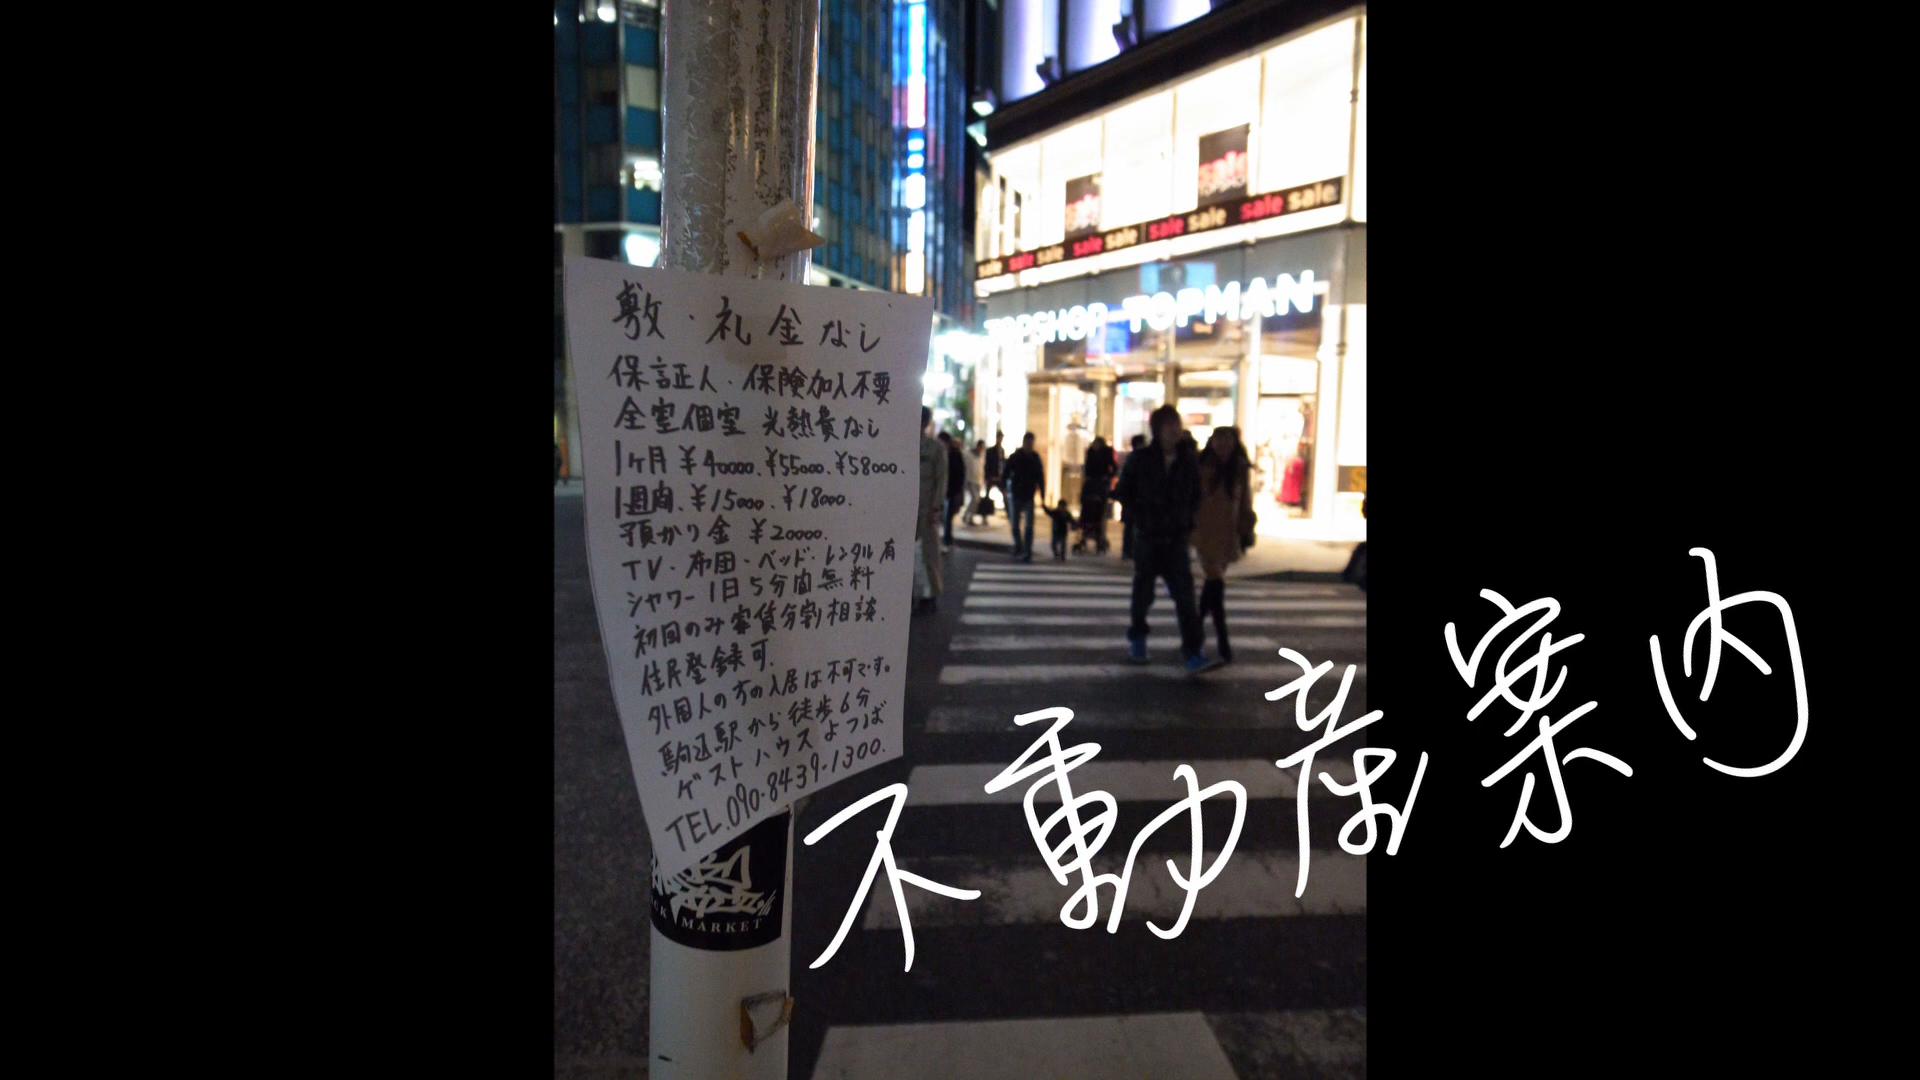 敷・礼金なし
保証人・保険加入不要
全室個室 光熱費なし
1ヶ月 ¥40000.¥55000.¥58000.
1週間.¥15000.¥18000.
預かり金 ¥20000.
TV・布団・ベッド・レンタル有
シャワー1日5分間無料
初回のみ家賃分割相談.
住民登録可.
外国人の方の入居は不可です。
駒込駅から徒歩6分
ゲストハウスよつば
TEL.090-8439-1300.
MARKET
sale
sale
sale sale sale sale sale sale sale
TOPSHOP TOPMAN
不動産案内